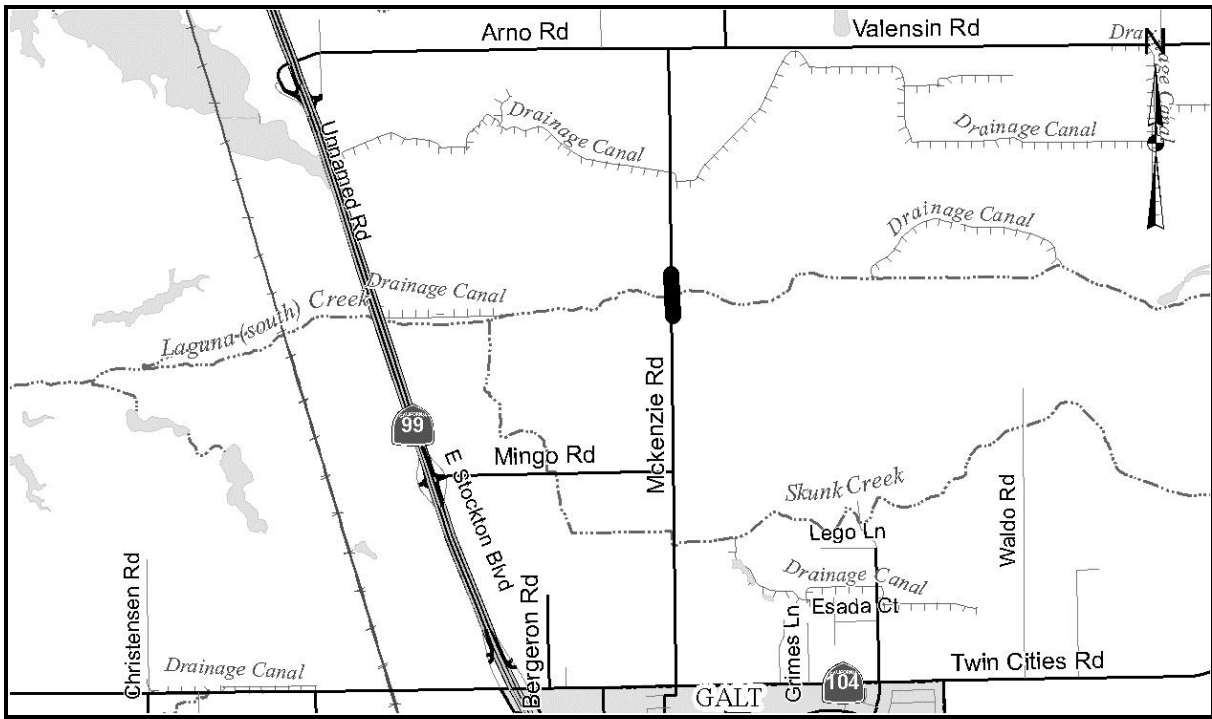 Arno Rd
Valensin Rd
Drainage Canal
N
Drainage Canal
Drainage Canal
Unnamed Rd
Drainage Canal
Drainage Canal
Laguna (south) Creek
Mckenzie Rd
CALIFORNIA
99
Mingo Rd
E Stockton Blvd
Skunk Creek
Waldo Rd
Lego Ln
Christensen Rd
Drainage Canal
Esada Ct
Bergeron Rd
Grimes Ln
Drainage Canal
Twin Cities Rd
GALT
CALIFORNIA
104